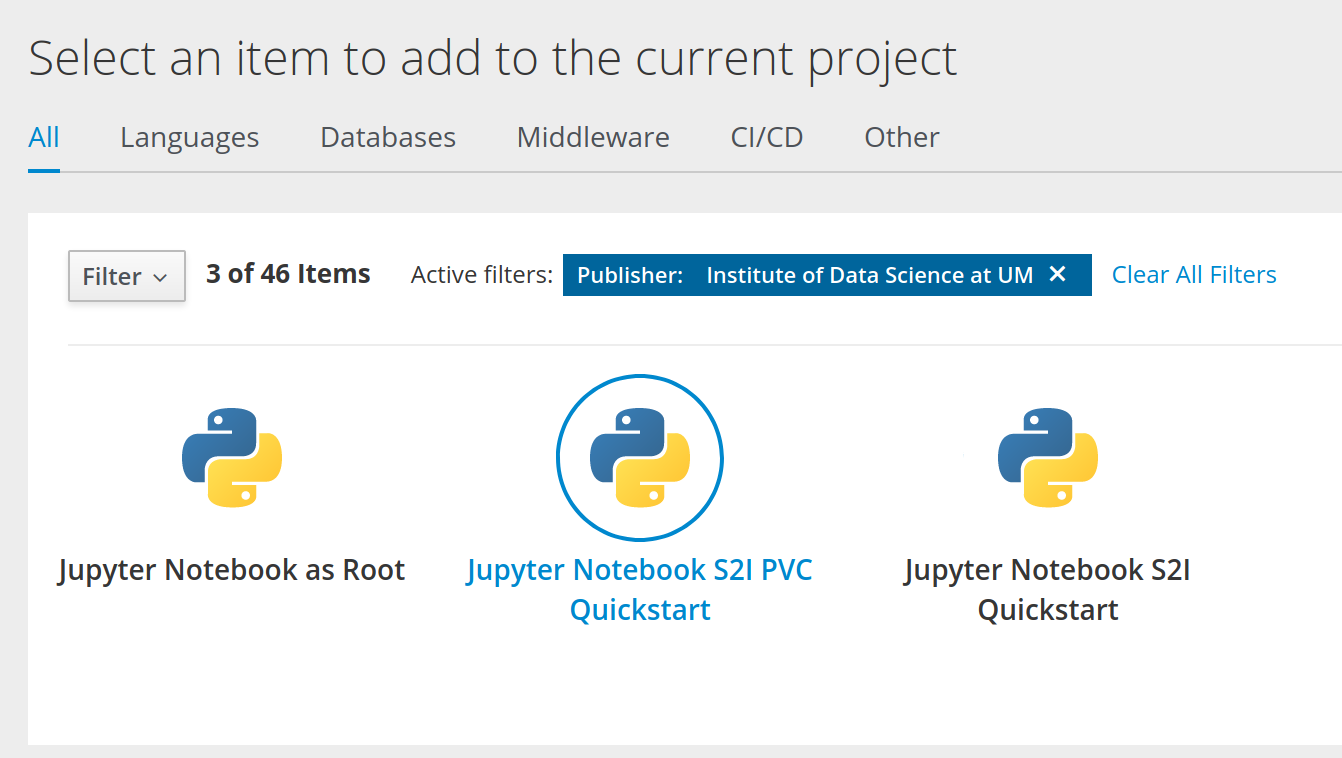 Select an item to add to the current project
All Languages Databases Middleware CI/CD Other
Filter 3 of 46 Items Active filters: Publisher: Institute of Data Science at UM ✕ Clear All Filters
Jupyter Notebook as Root
Jupyter Notebook S2I PVC
Quickstart
Jupyter Notebook S2I
Quickstart